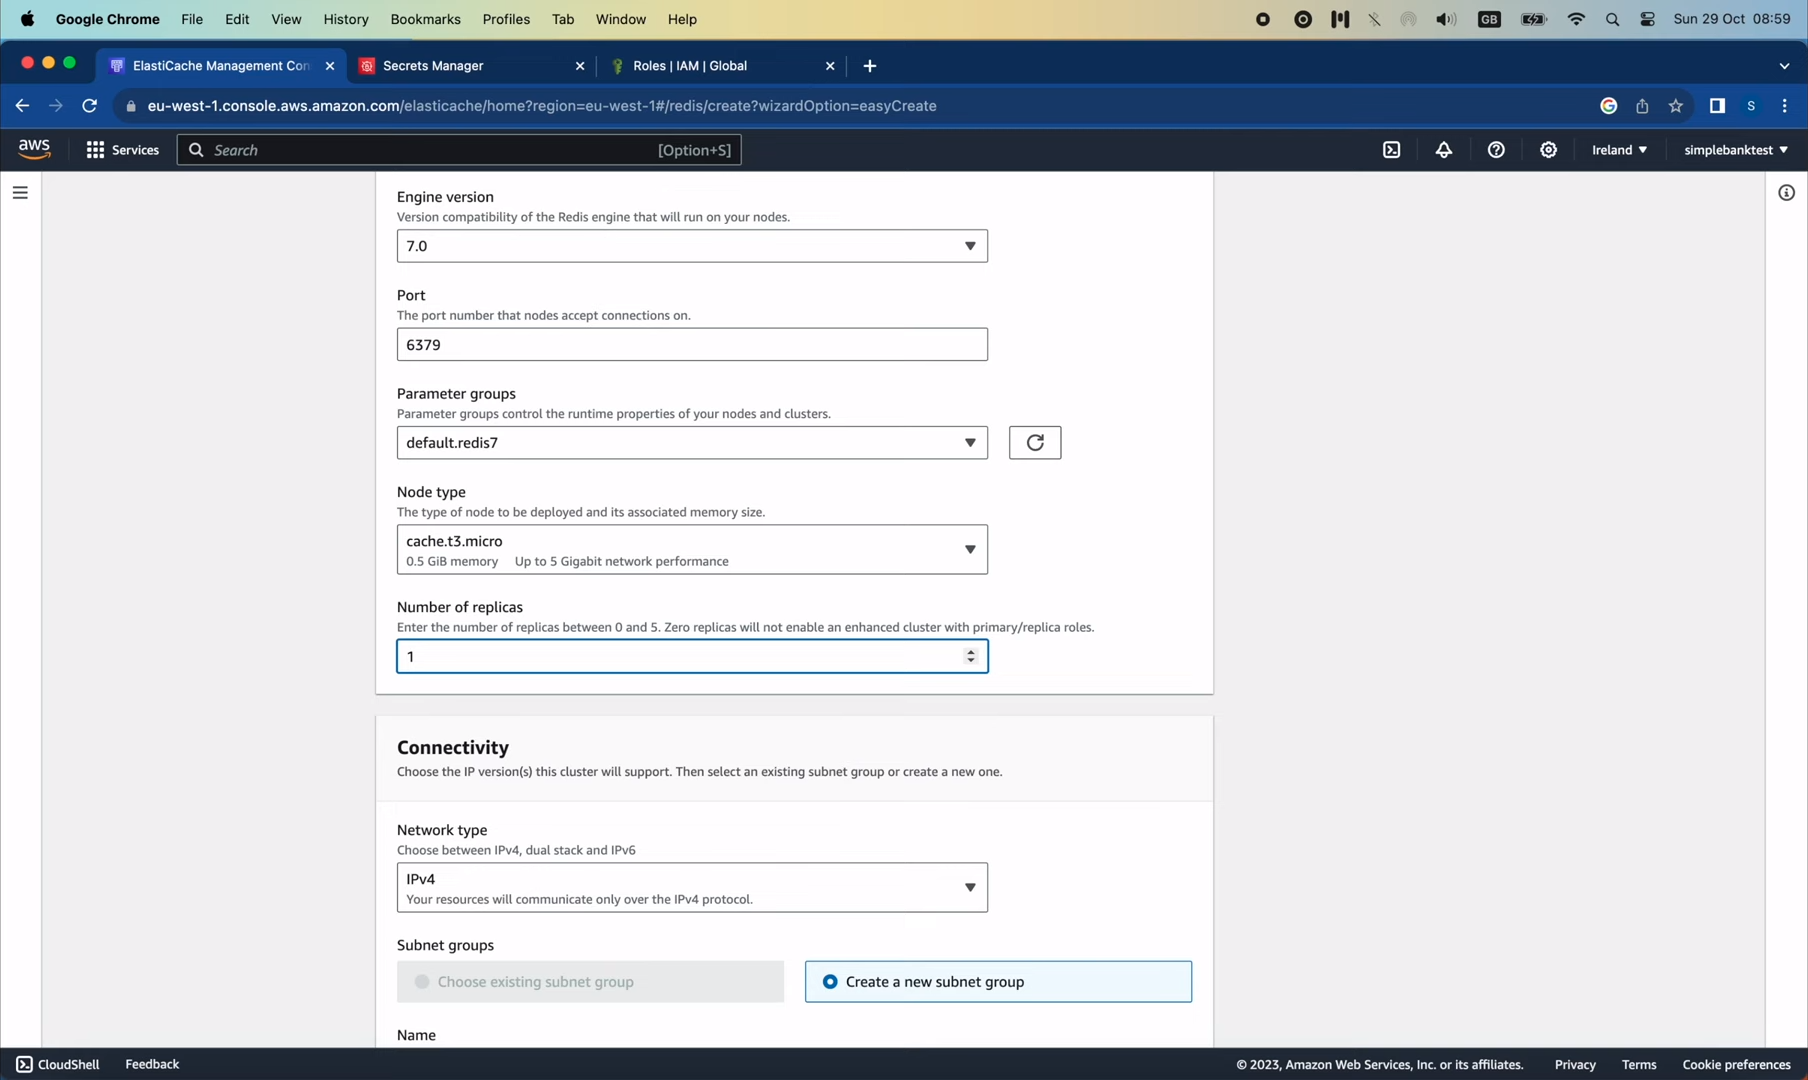 Google Chrome File Edit View History Bookmarks Profiles Tab Window Help GB Sun 29 Oct 08:59
ElastiCache Management Con Secrets Manager Roles | IAM | Global
eu-west-1.console.aws.amazon.com/elasticache/home?region=eu-west-1#/redis/create?wizardOption=easyCreate S
aws Services Search [Option+S] Ireland simplebanktest
Engine version
Version compatibility of the Redis engine that will run on your nodes.
7.0
Port
The port number that nodes accept connections on.
6379
Parameter groups
Parameter groups control the runtime properties of your nodes and clusters.
default.redis7
Node type
The type of node to be deployed and its associated memory size.
cache.t3.micro
0.5 GiB memory Up to 5 Gigabit network performance
Number of replicas
Enter the number of replicas between 0 and 5. Zero replicas will not enable an enhanced cluster with primary/replica roles.
1
Connectivity
Choose the IP version(s) this cluster will support. Then select an existing subnet group or create a new one.
Network type
Choose between IPv4, dual stack and IPv6
IPv4
Your resources will communicate only over the IPv4 protocol.
Subnet groups
Choose existing subnet group Create a new subnet group
Name
CloudShell Feedback © 2023, Amazon Web Services, Inc. or its affiliates. Privacy Terms Cookie preferences